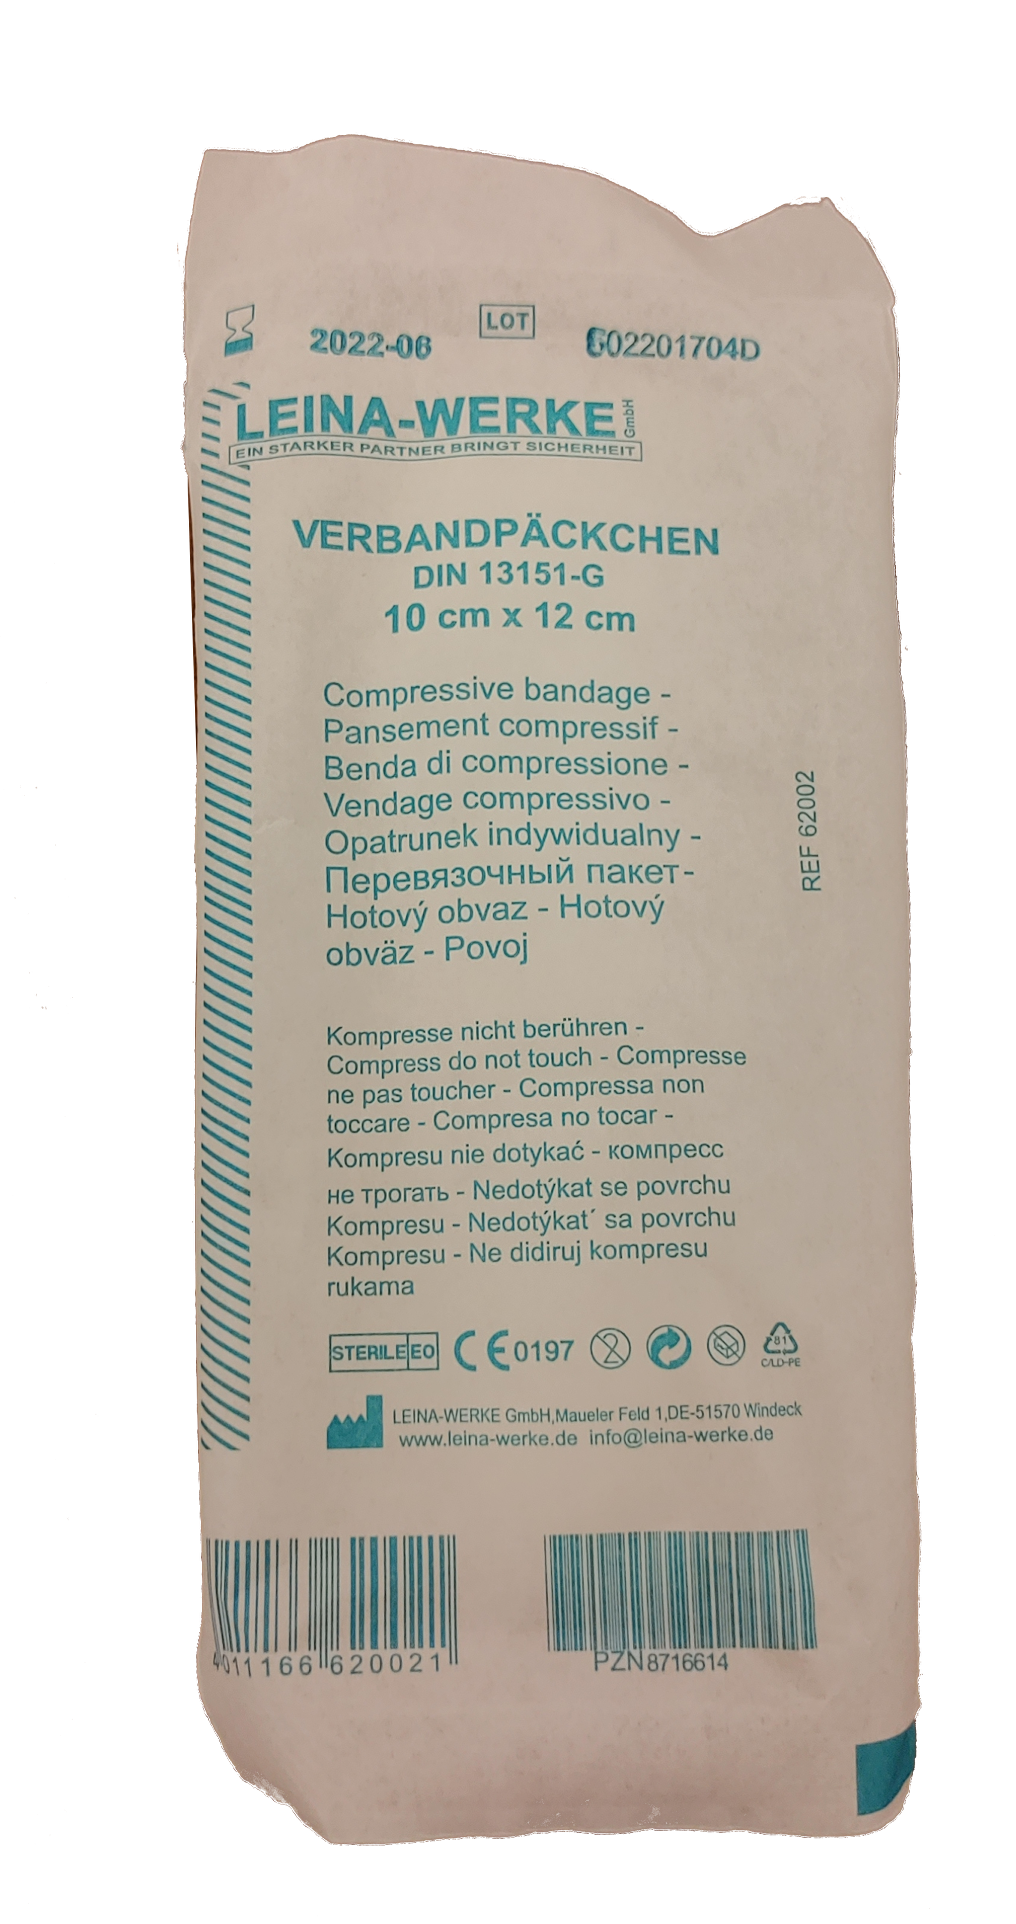 2022-06 LOT G02201704D
LEINA-WERKE GmbH
EIN STARKER PARTNER BRINGT SICHERHEIT
VERBANDPÄCKCHEN
DIN 13151-G
10 cm x 12 cm
Compressive bandage -
Pansement compressif -
Benda di compressione -
Vendage compressivo -
Opatrunek indywidualny -
Перевязочный пакет-
Hotový obvaz - Hotový
obväz - Povoj
REF 62002
Kompresse nicht berühren -
Compress do not touch - Compresse
ne pas toucher - Compressa non
toccare - Compresa no tocar -
Kompresu nie dotykać - компресс
не трогать - Nedotýkat se povrchu
Kompresu - Nedotýkat´ sa povrchu
Kompresu - Ne didiruj kompresu
rukama
STERILE EO CE 0197 2 81
C/LD-PE
LEINA-WERKE GmbH,Maueler Feld 1,DE-51570 Windeck
www.leina-werke.de info@leina-werke.de
4 011166 620021
PZN8716614